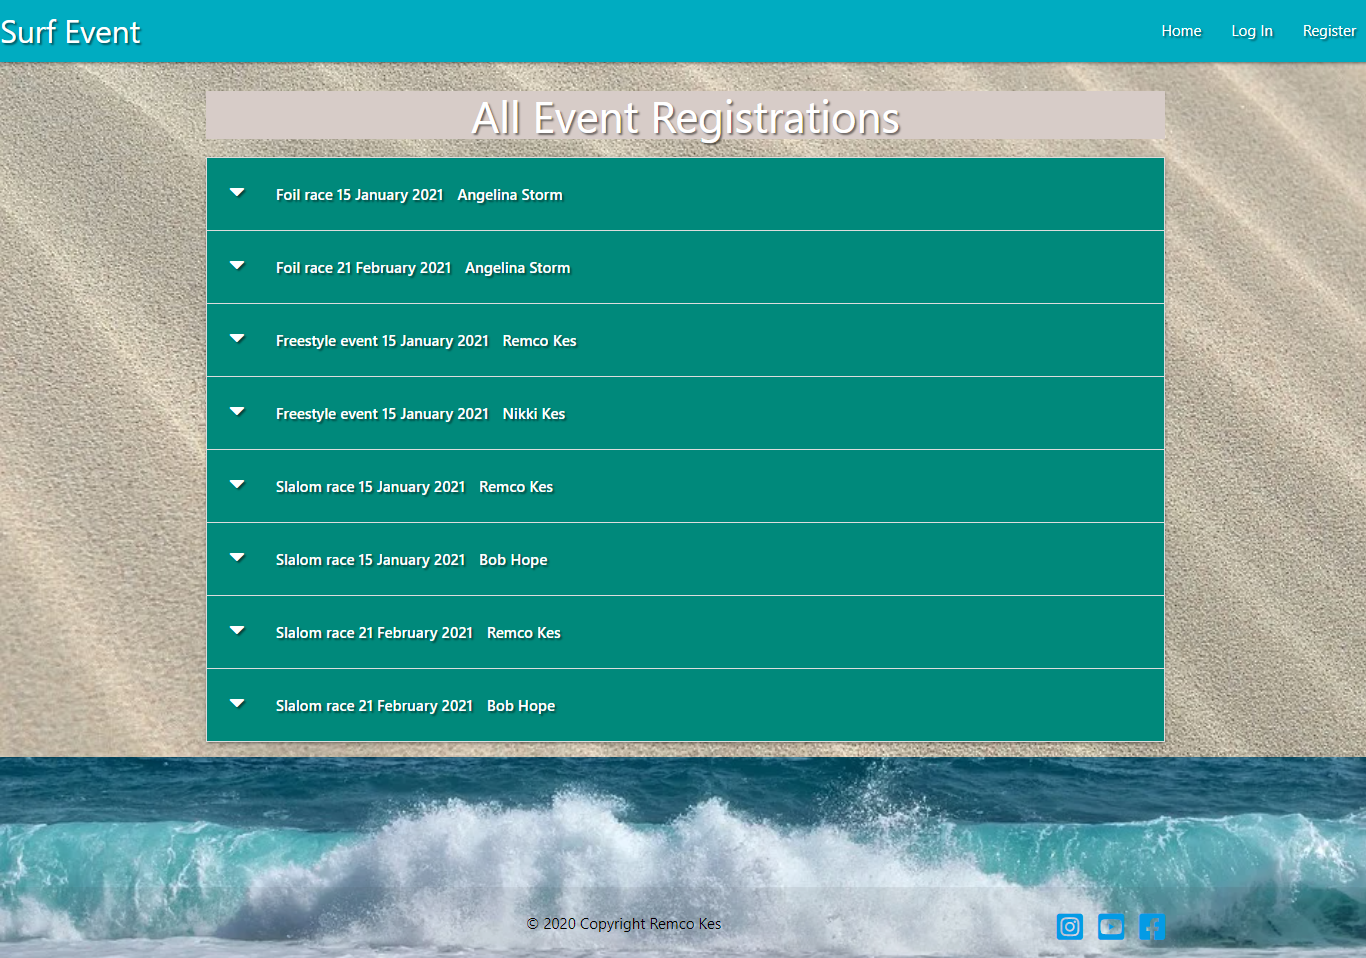 Surf Event
Home Log In Register
All Event Registrations
Foil race 15 January 2021 Angelina Storm
Foil race 21 February 2021 Angelina Storm
Freestyle event 15 January 2021 Remco Kes
Freestyle event 15 January 2021 Nikki Kes
Slalom race 15 January 2021 Remco Kes
Slalom race 15 January 2021 Bob Hope
Slalom race 21 February 2021 Remco Kes
Slalom race 21 February 2021 Bob Hope
© 2020 Copyright Remco Kes